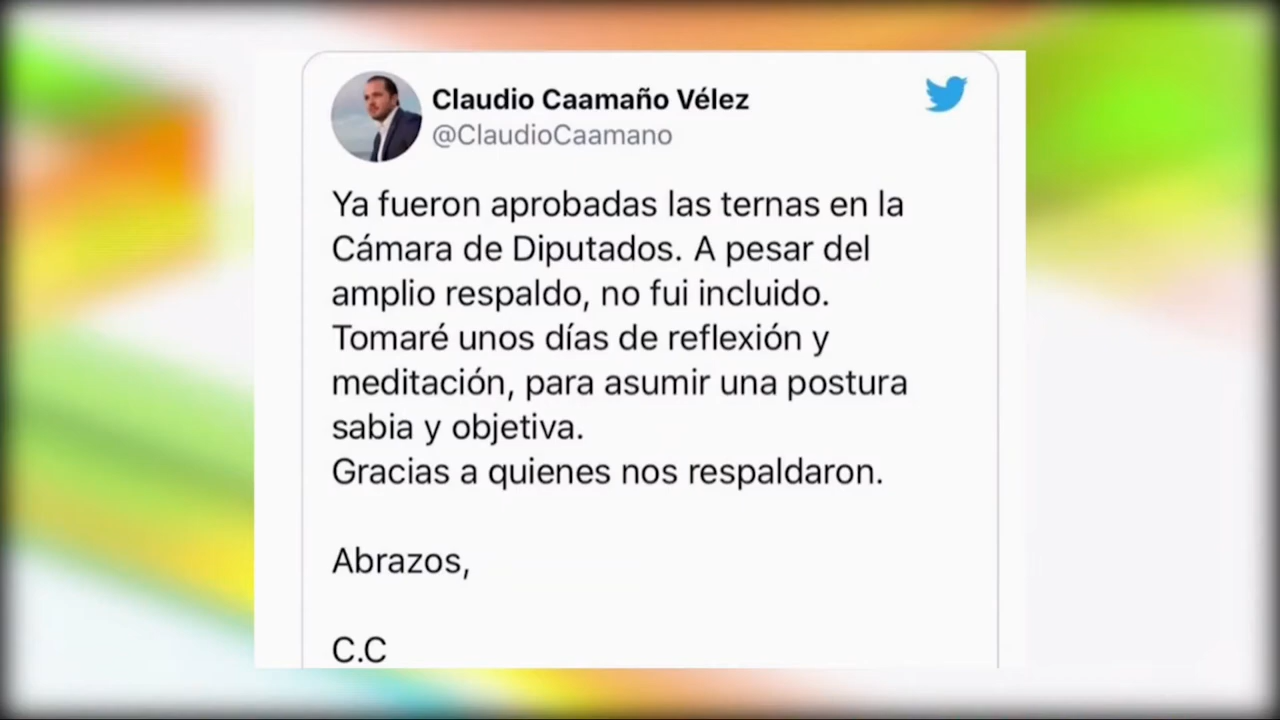 Claudio Caamaño Vélez
@ClaudioCaamano
Ya fueron aprobadas las ternas en la
Cámara de Diputados. A pesar del
amplio respaldo, no fui incluido.
Tomaré unos días de reflexión y
meditación, para asumir una postura
sabia y objetiva.
Gracias a quienes nos respaldaron.
Abrazos,
C.C